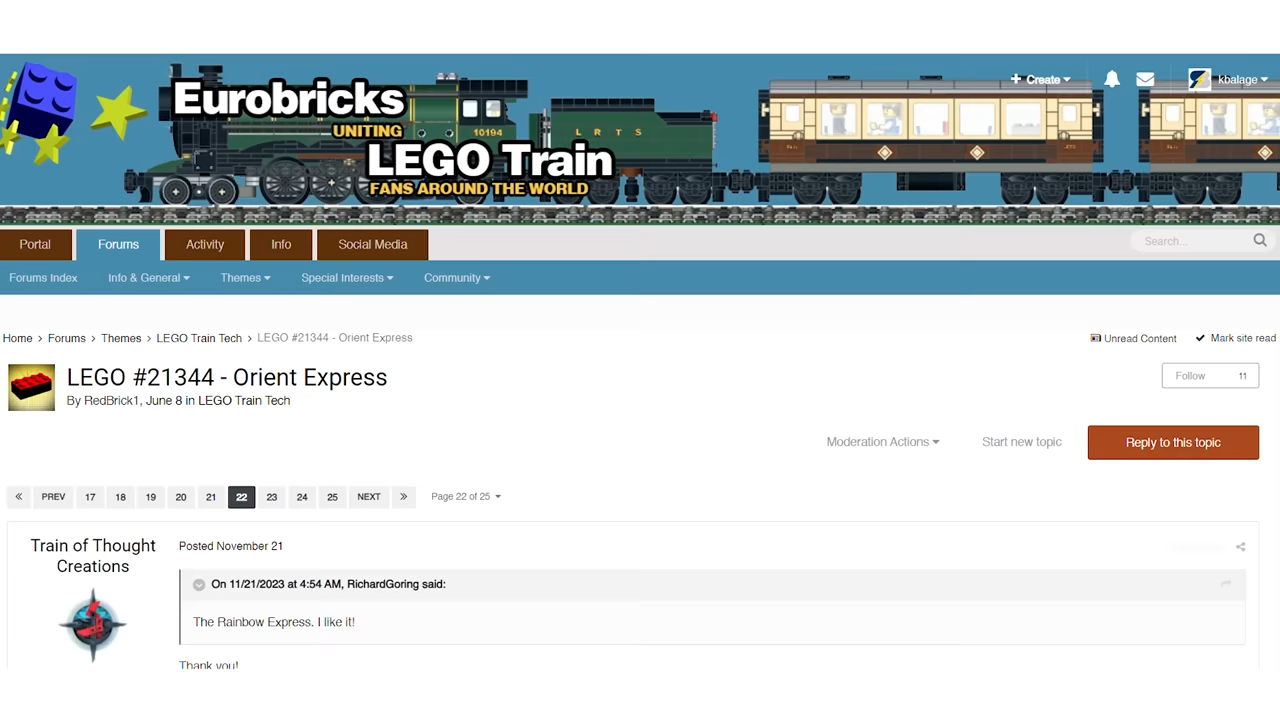 Eurobricks
UNITING
LEGO Train
FANS AROUND THE WORLD
10194
L R T S
Create
kbalage
Portal
Forums
Activity
Info
Social Media
Search...
Forums Index
Info & General
Themes
Special Interests
Community
Home > Forums > Themes > LEGO Train Tech > LEGO #21344 - Orient Express
Unread Content
Mark site read
LEGO #21344 - Orient Express
By RedBrick1, June 8 in LEGO Train Tech
Follow 11
Moderation Actions
Start new topic
Reply to this topic
« PREV 17 18 19 20 21 22 23 24 25 NEXT » Page 22 of 25
Train of Thought
Creations
Posted November 21
On 11/21/2023 at 4:54 AM, RichardGoring said:
The Rainbow Express. I like it!
Thank you!